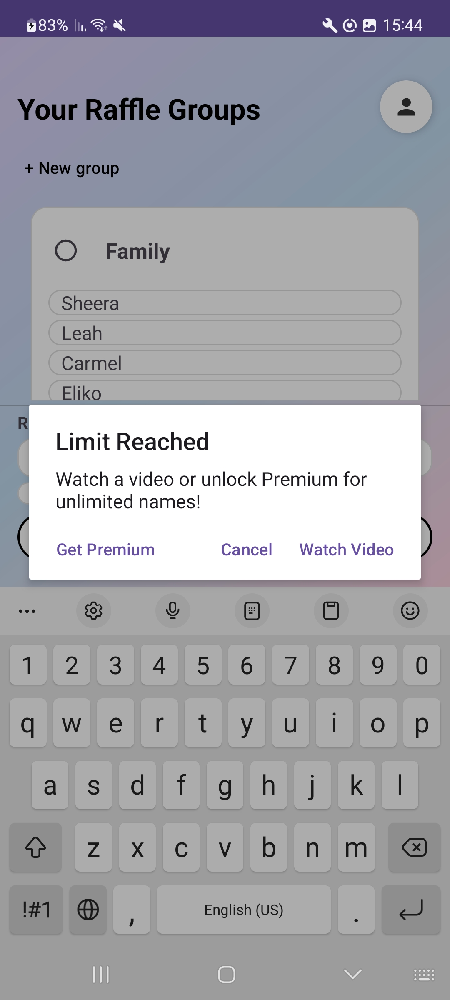 83% 15:44
Your Raffle Groups
+ New group
Family
Sheera
Leah
Carmel
Eliko
R
Limit Reached
Watch a video or unlock Premium for
unlimited names!
Get Premium Cancel Watch Video
1 2 3 4 5 6 7 8 9 0
q w e r t y u i o p
a s d f g h j k l
z x c v b n m
!#1 , English (US) .